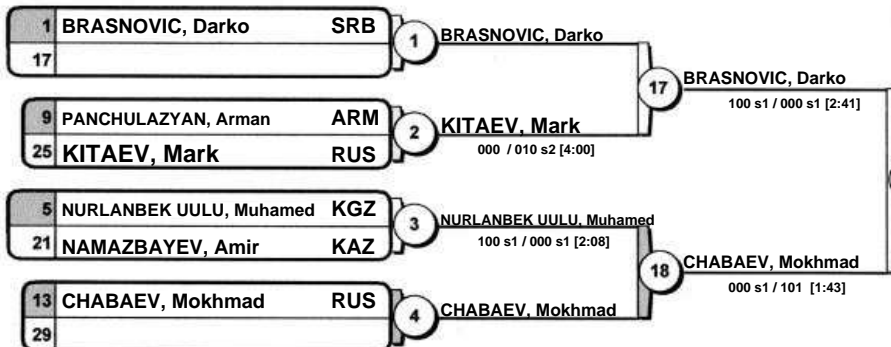 1 BRASNOVIC, Darko SRB
17
1
BRASNOVIC, Darko
9 PANCHULAZYAN, Arman ARM
25 KITAEV, Mark RUS
2
KITAEV, Mark
000 / 010 s2 [4:00]
17
BRASNOVIC, Darko
100 s1 / 000 s1 [2:41]
5 NURLANBEK UULU, Muhamed KGZ
21 NAMAZBAYEV, Amir KAZ
3
NURLANBEK UULU, Muhamed
100 s1 / 000 s1 [2:08]
13 CHABAEV, Mokhmad RUS
29
4
CHABAEV, Mokhmad
18
CHABAEV, Mokhmad
000 s1 / 101 [1:43]